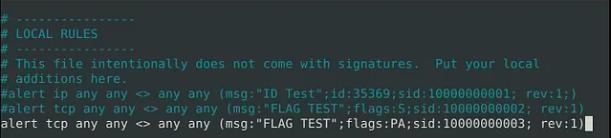 # ----------------
# LOCAL RULES
# ----------------
# This file intentionally does not come with signatures.  Put your local
# additions here.
#alert ip any any <> any any (msg:"ID Test";id:35369;sid:10000000001; rev:1;)
#alert tcp any any <> any any (msg:"FLAG TEST";flags:S;sid:10000000002; rev:1)
alert tcp any any <> any any (msg:"FLAG TEST";flags:PA;sid:10000000003; rev:1)